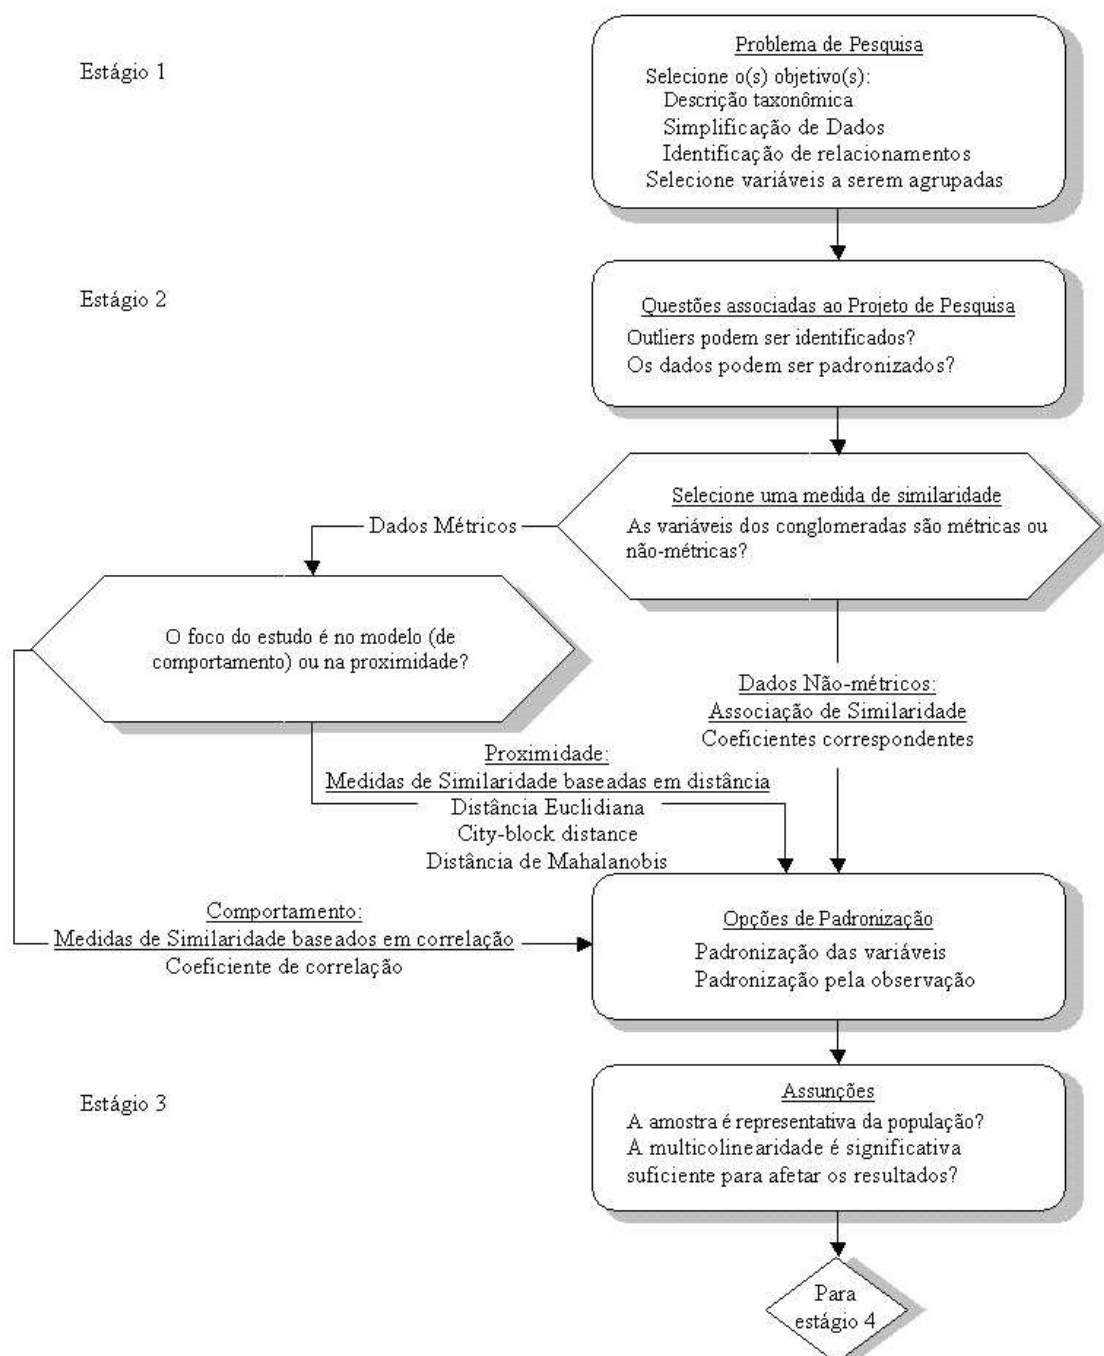 Estágio 1
Problema de Pesquisa
Selecione o(s) objetivo(s):
Descrição taxonômica
Simplificação de Dados
Identificação de relacionamentos
Selecione variáveis a serem agrupadas
Estágio 2
Questões associadas ao Projeto de Pesquisa
Outliers podem ser identificados?
Os dados podem ser padronizados?
Selecione uma medida de similaridade
As variáveis dos conglomeradas são métricas ou
não-métricas?
Dados Métricos
O foco do estudo é no modelo (de
comportamento) ou na proximidade?
Dados Não-métricos:
Associação de Similaridade
Coeficientes correspondentes
Proximidade:
Medidas de Similaridade baseadas em distância
Distância Euclidiana
City-block distance
Distância de Mahalanobis
Comportamento:
Medidas de Similaridade baseados em correlação
Coeficiente de correlação
Opções de Padronização
Padronização das variáveis
Padronização pela observação
Estágio 3
Assunções
A amostra é representativa da população?
A multicolinearidade é significativa
suficiente para afetar os resultados?
Para
estágio 4